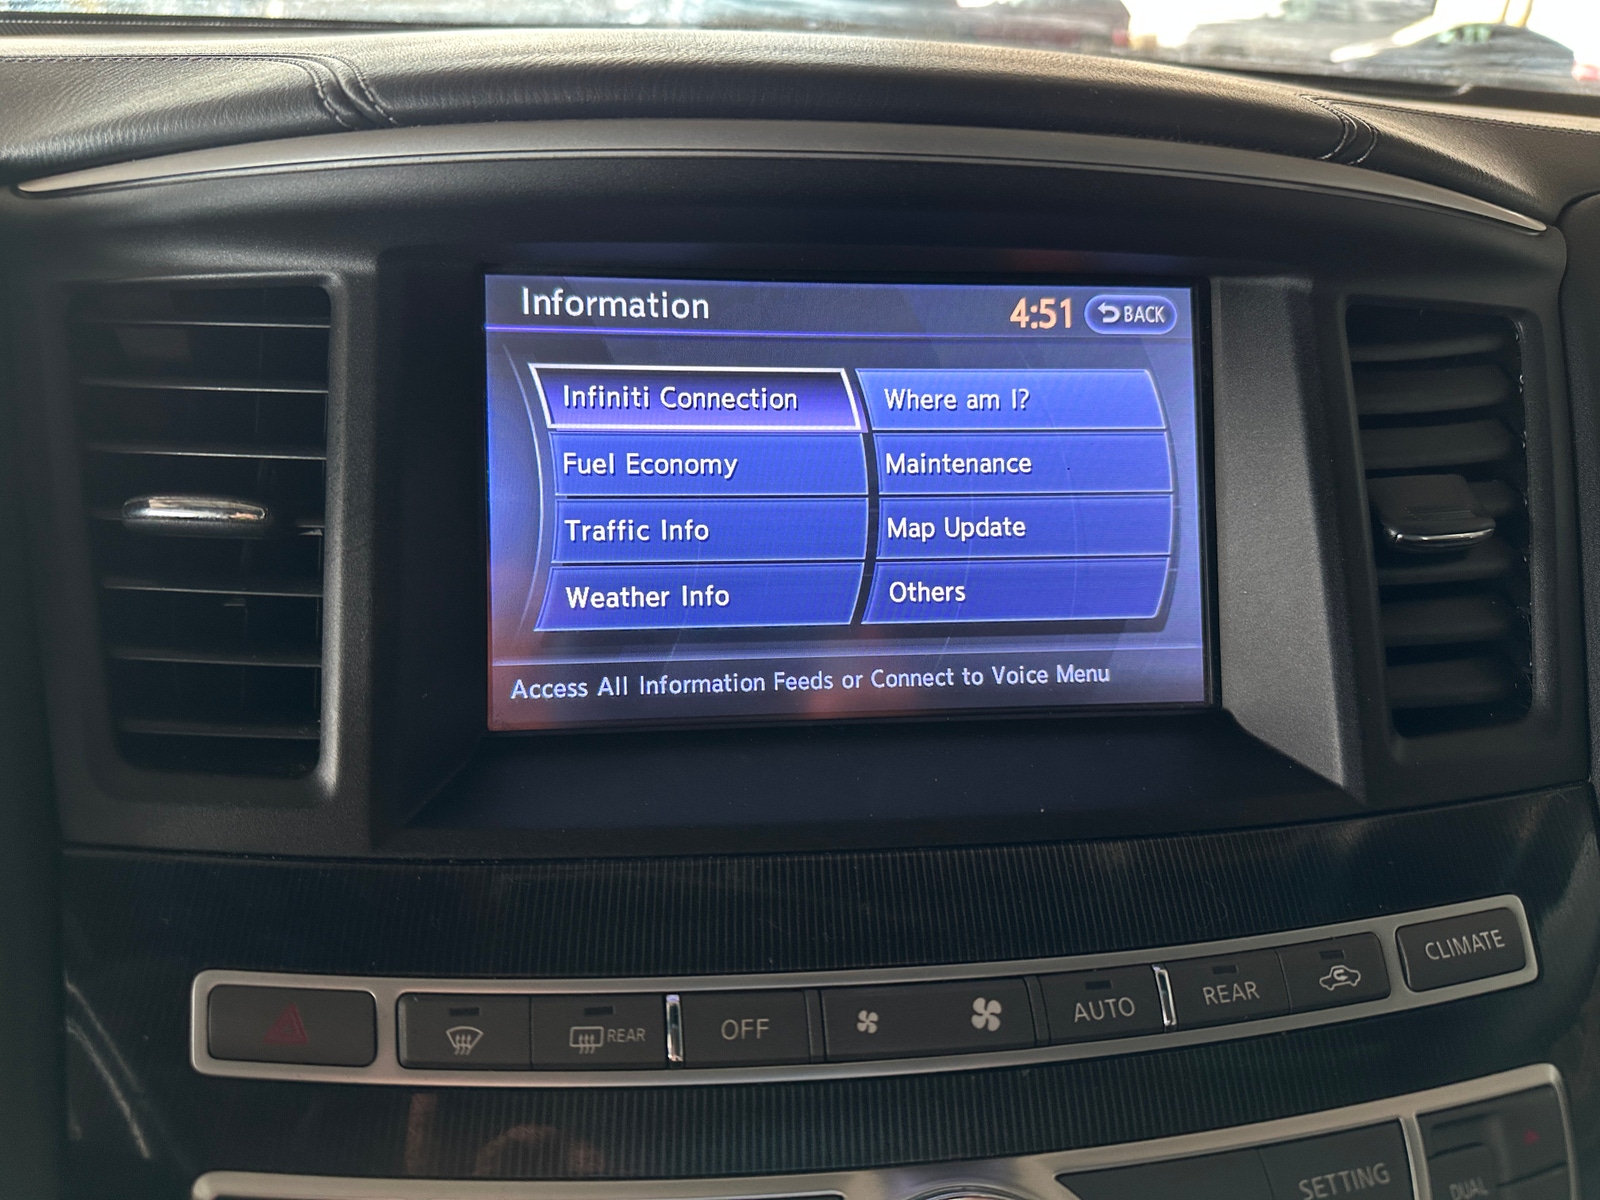 Information
4:51
BACK
Infiniti Connection
Where am I?
Fuel Economy
Maintenance
Traffic Info
Map Update
Weather Info
Others
Access All Information Feeds or Connect to Voice Menu
REAR
OFF
AUTO
REAR
CLIMATE
SETTING
DUAL